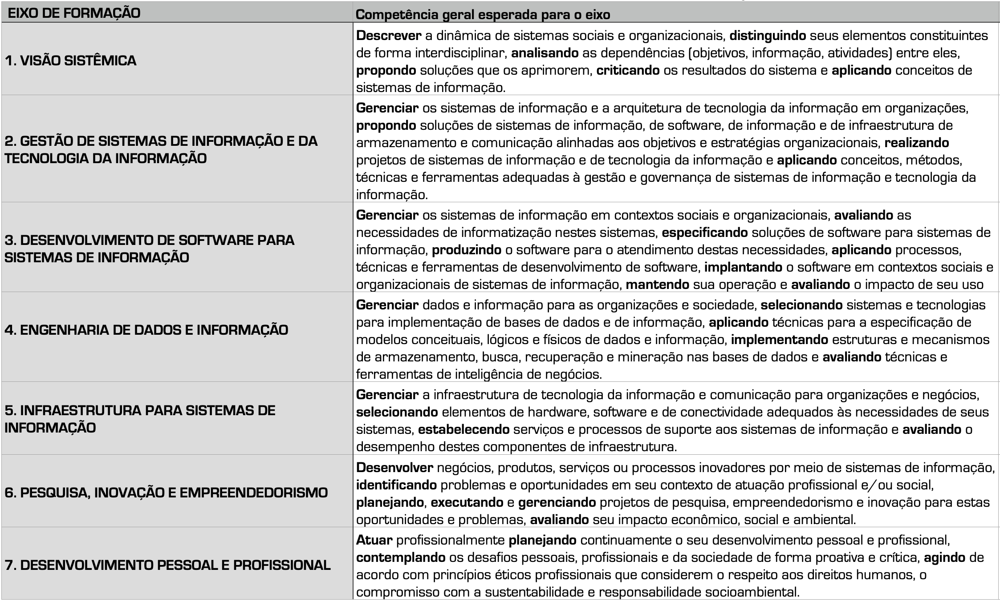 EIXO DE FORMAÇÃO
Competência geral esperada para o eixo
1. VISÃO SISTÊMICA
Descrever a dinâmica de sistemas sociais e organizacionais, distinguindo seus elementos constituintes
de forma interdisciplinar, analisando as dependências (objetivos, informação, atividades) entre eles,
propondo soluções que os aprimorem, criticando os resultados do sistema e aplicando conceitos de
sistemas de informação.
2. GESTÃO DE SISTEMAS DE INFORMAÇÃO E DA
TECNOLOGIA DA INFORMAÇÃO
Gerenciar os sistemas de informação e a arquitetura de tecnologia da informação em organizações,
propondo soluções de sistemas de informação, de software, de informação e de infraestrutura de
armazenamento e comunicação alinhadas aos objetivos e estratégias organizacionais, realizando
projetos de sistemas de informação e de tecnologia da informação e aplicando conceitos, métodos,
técnicas e ferramentas adequadas à gestão e governança de sistemas de informação e tecnologia da
informação.
3. DESENVOLVIMENTO DE SOFTWARE PARA
SISTEMAS DE INFORMAÇÃO
Gerenciar os sistemas de informação em contextos sociais e organizacionais, avaliando as
necessidades de informatização nestes sistemas, especificando soluções de software para sistemas de
informação, produzindo o software para o atendimento destas necessidades, aplicando processos,
técnicas e ferramentas de desenvolvimento de software, implantando o software em contextos sociais e
organizacionais de sistemas de informação, mantendo sua operação e avaliando o impacto de seu uso
4. ENGENHARIA DE DADOS E INFORMAÇÃO
Gerenciar dados e informação para as organizações e sociedade, selecionando sistemas e tecnologias
para implementação de bases de dados e de informação, aplicando técnicas para a especificação de
modelos conceituais, lógicos e físicos de dados e informação, implementando estruturas e mecanismos
de armazenamento, busca, recuperação e mineração nas bases de dados e avaliando técnicas e
ferramentas de inteligência de negócios.
5. INFRAESTRUTURA PARA SISTEMAS DE
INFORMAÇÃO
Gerenciar a infraestrutura de tecnologia da informação e comunicação para organizações e negócios,
selecionando elementos de hardware, software e de conectividade adequados às necessidades de seus
sistemas, estabelecendo serviços e processos de suporte aos sistemas de informação e avaliando o
desempenho destes componentes de infraestrutura.
6. PESQUISA, INOVAÇÃO E EMPREENDEDORISMO
Desenvolver negócios, produtos, serviços ou processos inovadores por meio de sistemas de informação,
identificando problemas e oportunidades em seu contexto de atuação profissional e/ou social,
planejando, executando e gerenciando projetos de pesquisa, empreendedorismo e inovação para estas
oportunidades e problemas, avaliando seu impacto econômico, social e ambiental.
7. DESENVOLVIMENTO PESSOAL E PROFISSIONAL
Atuar profissionalmente planejando continuamente o seu desenvolvimento pessoal e profissional,
contemplando os desafios pessoais, profissionais e da sociedade de forma proativa e crítica, agindo de
acordo com princípios éticos profissionais que considerem o respeito aos direitos humanos, o
compromisso com a sustentabilidade e responsabilidade socioambiental.